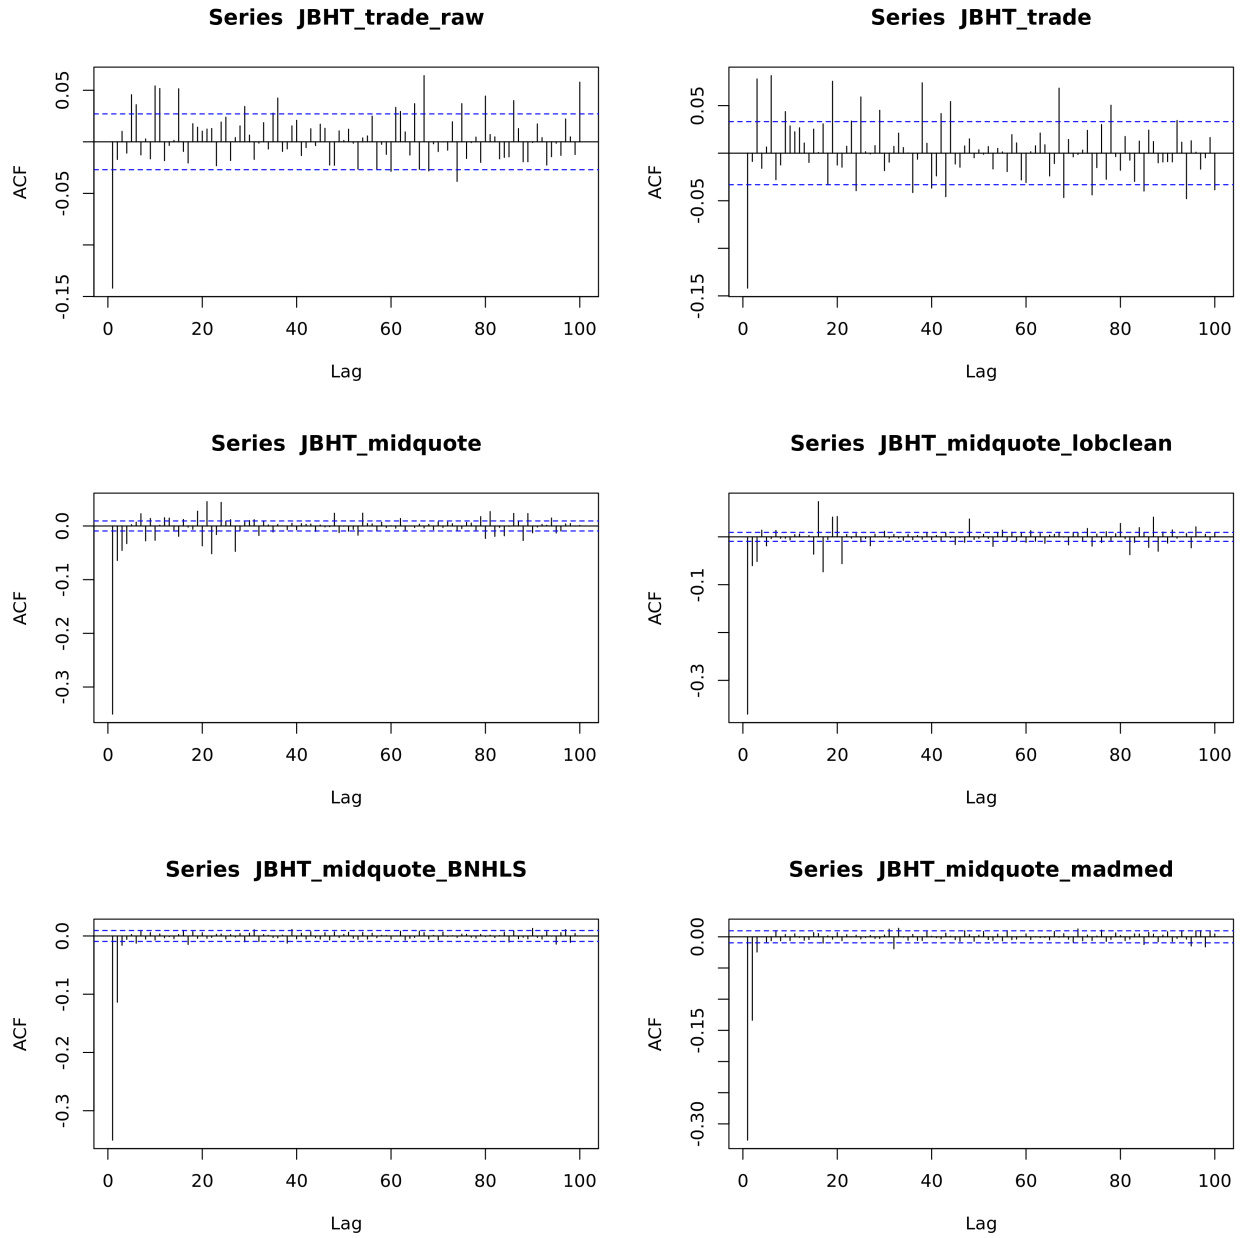 Series JBHT_trade_raw
ACF
0.05
-0.05
-0.15
0 20 40 60 80 100
Lag
Series JBHT_trade
ACF
0.05
-0.05
-0.15
0 20 40 60 80 100
Lag
Series JBHT_midquote
ACF
0.0
-0.1
-0.2
-0.3
0 20 40 60 80 100
Lag
Series JBHT_midquote_lobclean
ACF
-0.1
-0.3
0 20 40 60 80 100
Lag
Series JBHT_midquote_BNHLS
ACF
0.0
-0.1
-0.2
-0.3
0 20 40 60 80 100
Lag
Series JBHT_midquote_madmed
ACF
0.00
-0.15
-0.30
0 20 40 60 80 100
Lag